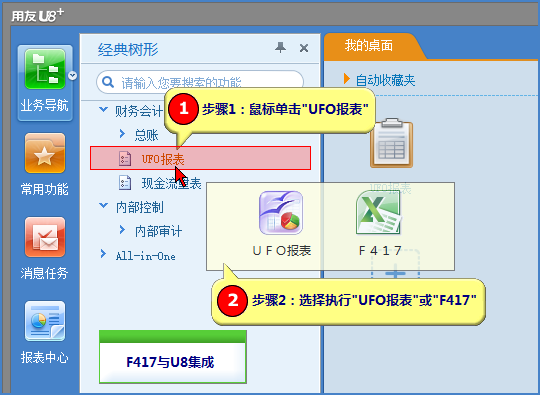 用友U8+
业务导航
常用功能
消息任务
报表中心
经典树形
请输入您要搜索的功能
财务会计
总账
UFO报表
现金流量表
内部控制
内部审计
All-in-One
F417与U8集成
我的桌面
自动收藏夹
1 步骤1：鼠标单击"UFO报表"
UFO报表
UFO报表
F417
2 步骤2：选择执行"UFO报表"或"F417"